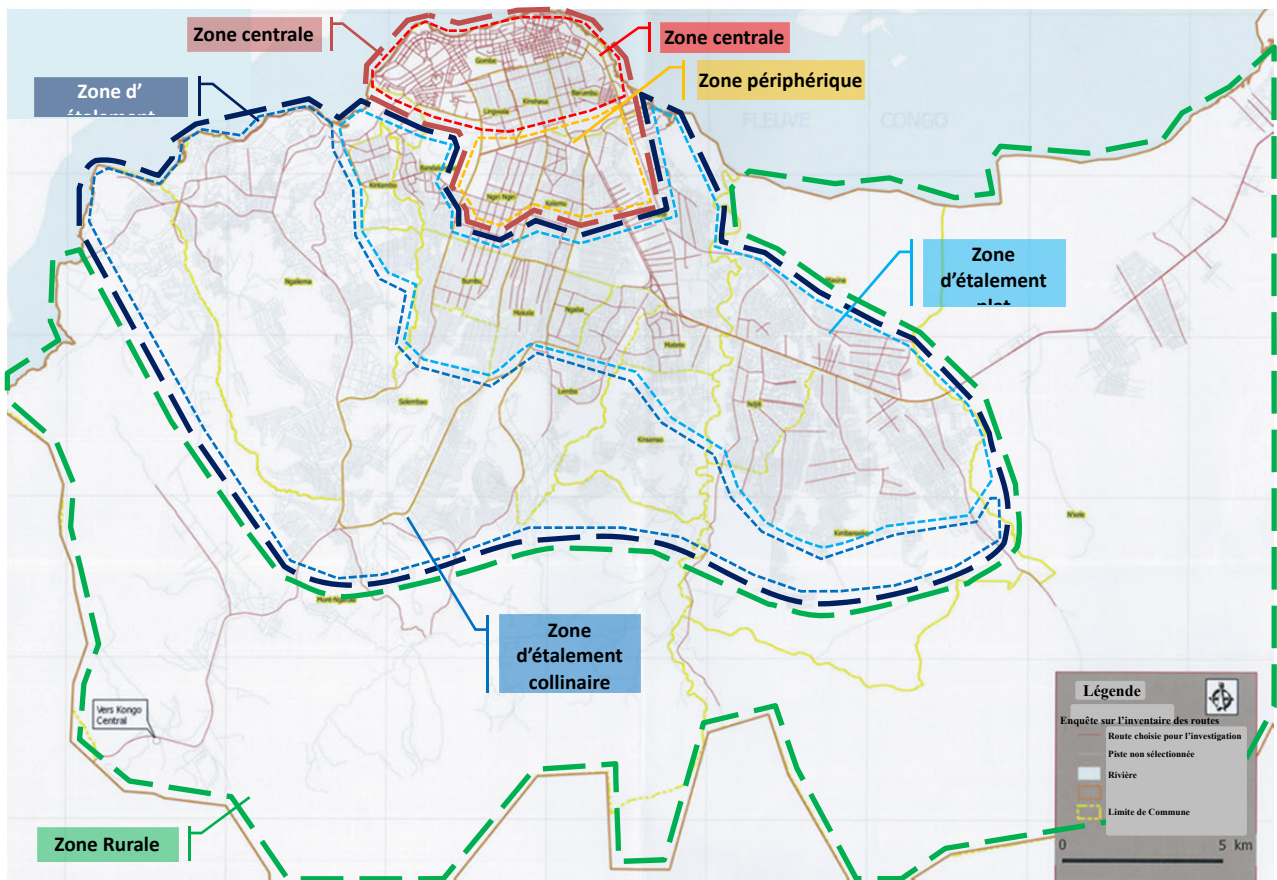 Zone centrale
Zone centrale
Zone périphérique
Zone d'
Gombe
Lingwala
Kinshasa
Barumbu
FLEUVE CONGO
Kintambo
Ngiri Ngiri
Kalamu
Masina
Zone
d'étalement
Ngaliema
Bumbu
Makala
Ngaba
Matete
Selembao
Lemba
Ndjili
Kisenso
Kimbanseke
N'sele
Mont-Ngafula
Zone
d'étalement
collinaire
Vers Kongo
Central
Zone Rurale
Légende
Enquête sur l'inventaire des routes
Route choisie pour l'investigation
Piste non sélectionnée
Rivière
Limite de Commune
0 5 km